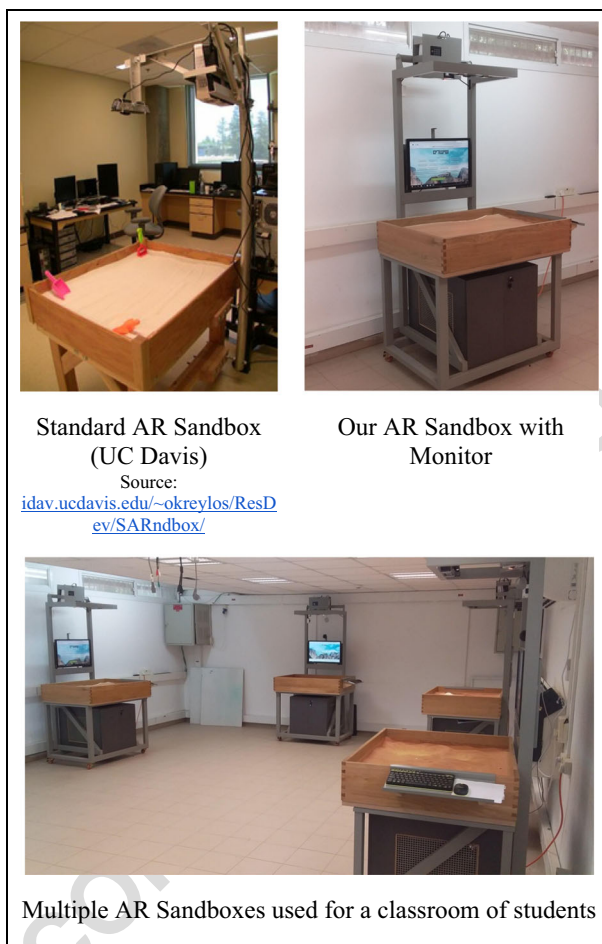 Standard AR Sandbox
(UC Davis)
Source:
idav.ucdavis.edu/~okreylos/ResD
ev/SARndbox/
Our AR Sandbox with
Monitor
Multiple AR Sandboxes used for a classroom of students